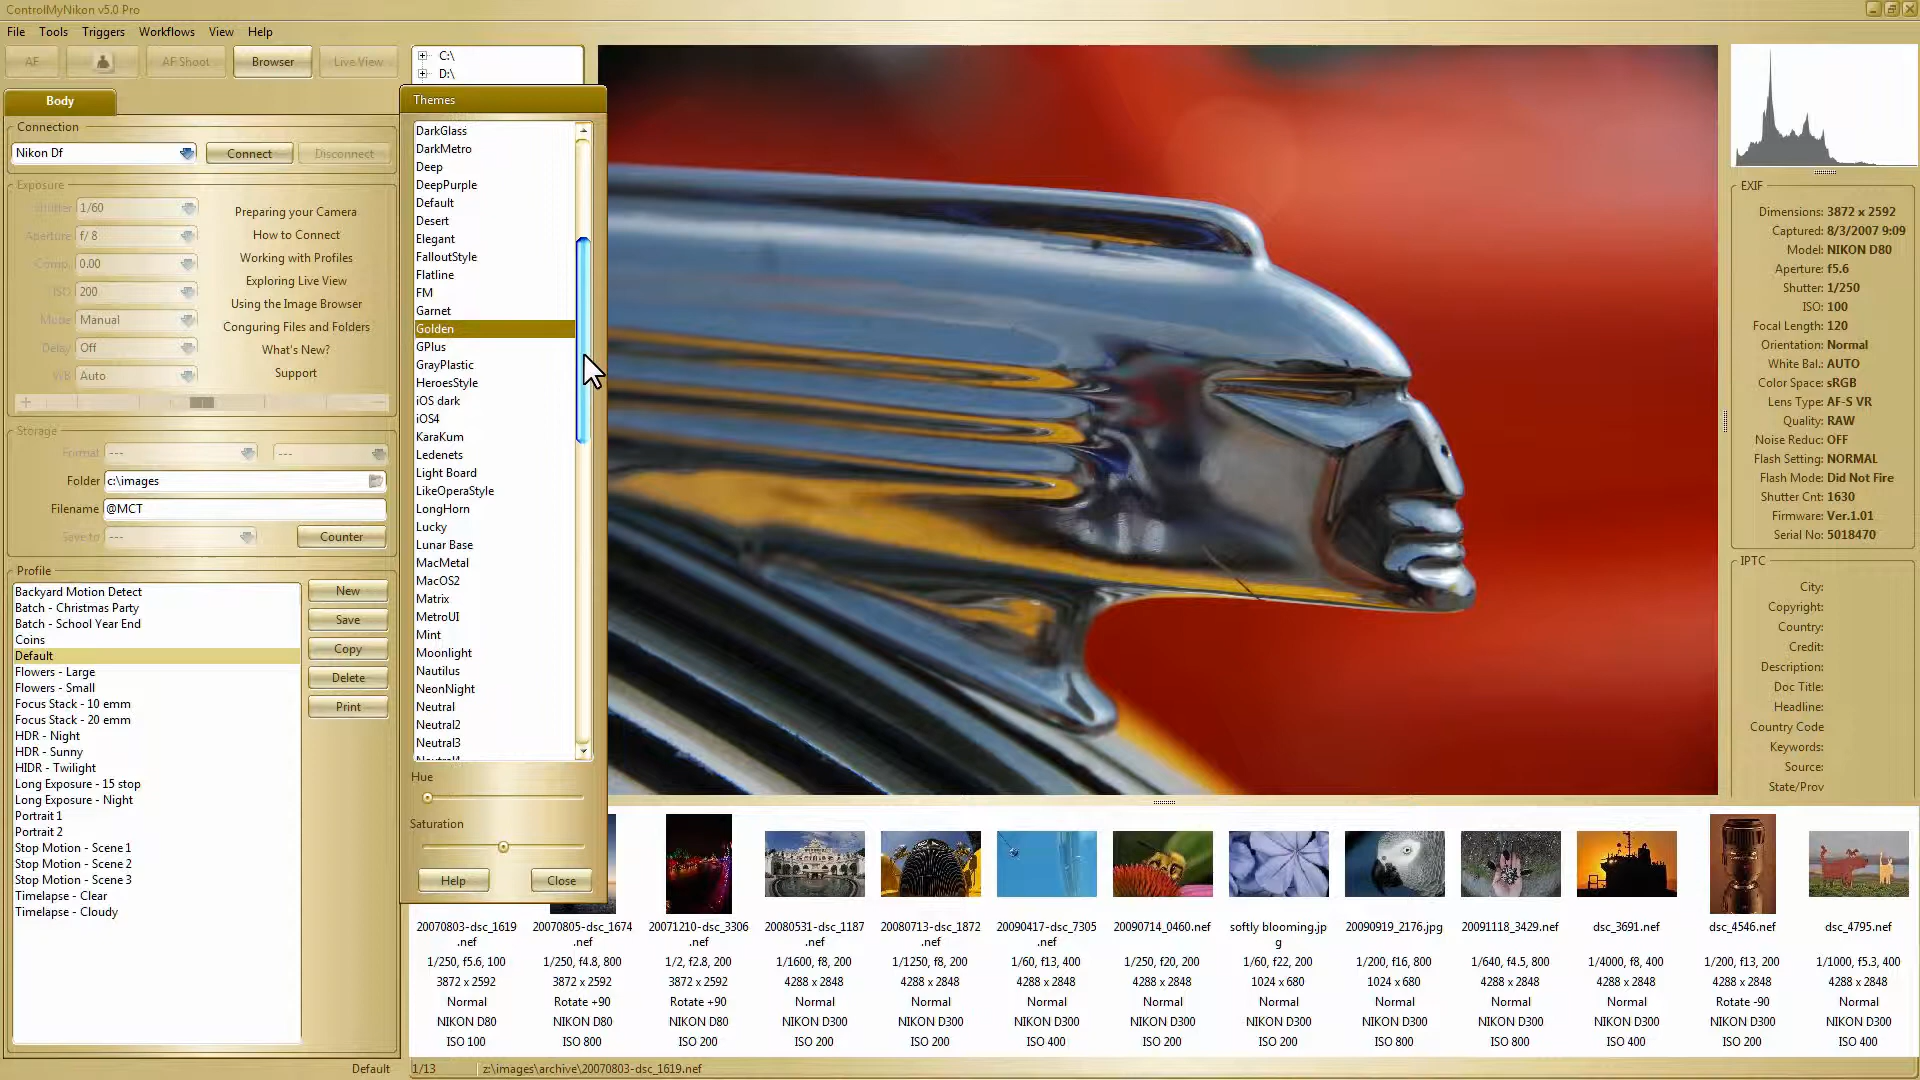 ControlMyNikon v5.0 Pro
File Tools Triggers Workflows View Help
AF AF Shoot Browser Live View
C:\
D:\
Body
Connection
Nikon Df Connect Disconnect
Exposure
Shutter 1/60
Aperture f/ 8
Comp. 0.00
ISO 200
Mode Manual
Delay Off
WB Auto
Preparing your Camera
How to Connect
Working with Profiles
Exploring Live View
Using the Image Browser
Conguring Files and Folders
What's New?
Support
Storage
Format --- ---
Folder c:\images
Filename @MCT
Save to --- Counter
Profile
Backyard Motion Detect
Batch - Christmas Party
Batch - School Year End
Coins
Default
Flowers - Large
Flowers - Small
Focus Stack - 10 emm
Focus Stack - 20 emm
HDR - Night
HDR - Sunny
HIDR - Twilight
Long Exposure - 15 stop
Long Exposure - Night
Portrait 1
Portrait 2
Stop Motion - Scene 1
Stop Motion - Scene 2
Stop Motion - Scene 3
Timelapse - Clear
Timelapse - Cloudy
New
Save
Copy
Delete
Print
Default
Themes
DarkGlass
DarkMetro
Deep
DeepPurple
Default
Desert
Elegant
FalloutStyle
Flatline
FM
Garnet
Golden
GPlus
GrayPlastic
HeroesStyle
iOS dark
iOS4
KaraKum
Ledenets
Light Board
LikeOperaStyle
LongHorn
Lucky
Lunar Base
MacMetal
MacOS2
Matrix
MetroUI
Mint
Moonlight
Nautilus
NeonNight
Neutral
Neutral2
Neutral3
Neutral4
Hue
Saturation
Help Close
EXIF
Dimensions: 3872 x 2592
Captured: 8/3/2007 9:09
Model: NIKON D80
Aperture: f5.6
Shutter: 1/250
ISO: 100
Focal Length: 120
Orientation: Normal
White Bal.: AUTO
Color Space: sRGB
Lens Type: AF-S VR
Quality: RAW
Noise Reduc: OFF
Flash Setting: NORMAL
Flash Mode: Did Not Fire
Shutter Cnt: 1630
Firmware: Ver.1.01
Serial No: 5018470
IPTC
City:
Copyright:
Country:
Credit:
Description:
Doc Title:
Headline:
Country Code
Keywords:
Source:
State/Prov
20070803-dsc_1619 20070805-dsc_1674 20071210-dsc_3306 20080531-dsc_1187 20080713-dsc_1872 20090417-dsc_7305 20090714_0460.nef softly blooming.jp 20090919_2176.jpg 20091118_3429.nef dsc_3691.nef dsc_4546.nef dsc_4795.nef
.nef .nef .nef .nef .nef .nef g
1/250, f5.6, 100 1/250, f4.8, 800 1/2, f2.8, 200 1/1600, f8, 200 1/1250, f8, 200 1/60, f13, 400 1/250, f20, 200 1/60, f22, 200 1/200, f16, 800 1/640, f4.5, 800 1/4000, f8, 400 1/200, f13, 200 1/1000, f5.3, 400
3872 x 2592 3872 x 2592 3872 x 2592 4288 x 2848 4288 x 2848 4288 x 2848 4288 x 2848 1024 x 680 1024 x 680 4288 x 2848 4288 x 2848 4288 x 2848 4288 x 2848
Normal Rotate +90 Rotate +90 Normal Normal Normal Normal Normal Normal Normal Normal Rotate -90 Normal
NIKON D80 NIKON D80 NIKON D80 NIKON D300 NIKON D300 NIKON D300 NIKON D300 NIKON D300 NIKON D300 NIKON D300 NIKON D300 NIKON D300 NIKON D300
ISO 100 ISO 800 ISO 200 ISO 200 ISO 200 ISO 400 ISO 200 ISO 200 ISO 800 ISO 800 ISO 400 ISO 200 ISO 400
1/13 z:\images\archive\20070803-dsc_1619.nef